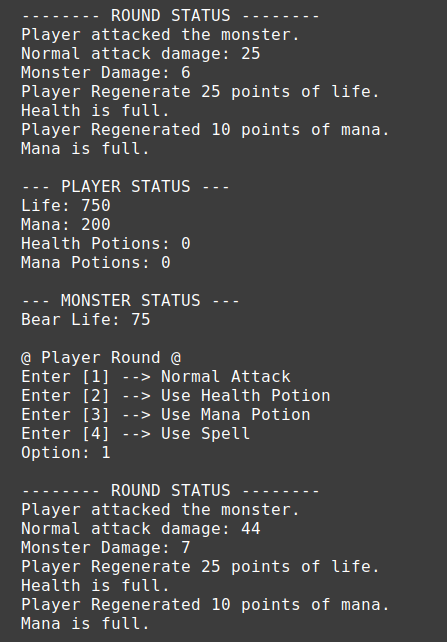 -------- ROUND STATUS --------
Player attacked the monster.
Normal attack damage: 25
Monster Damage: 6
Player Regenerate 25 points of life.
Health is full.
Player Regenerated 10 points of mana.
Mana is full.
--- PLAYER STATUS ---
Life: 750
Mana: 200
Health Potions: 0
Mana Potions: 0
--- MONSTER STATUS ---
Bear Life: 75
@ Player Round @
Enter [1] --> Normal Attack
Enter [2] --> Use Health Potion
Enter [3] --> Use Mana Potion
Enter [4] --> Use Spell
Option: 1
-------- ROUND STATUS --------
Player attacked the monster.
Normal attack damage: 44
Monster Damage: 7
Player Regenerate 25 points of life.
Health is full.
Player Regenerated 10 points of mana.
Mana is full.